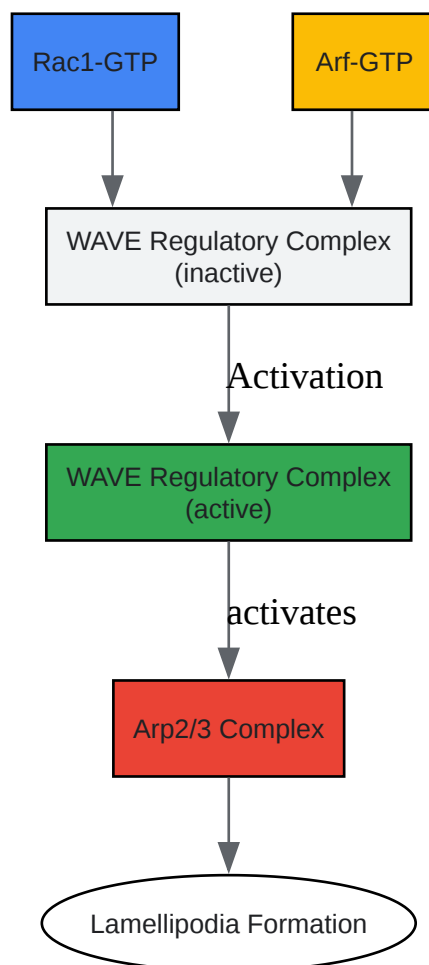 Rac1-GTP
Arf-GTP
WAVE Regulatory Complex
(inactive)
Activation
WAVE Regulatory Complex
(active)
activates
Arp2/3 Complex
Lamellipodia Formation